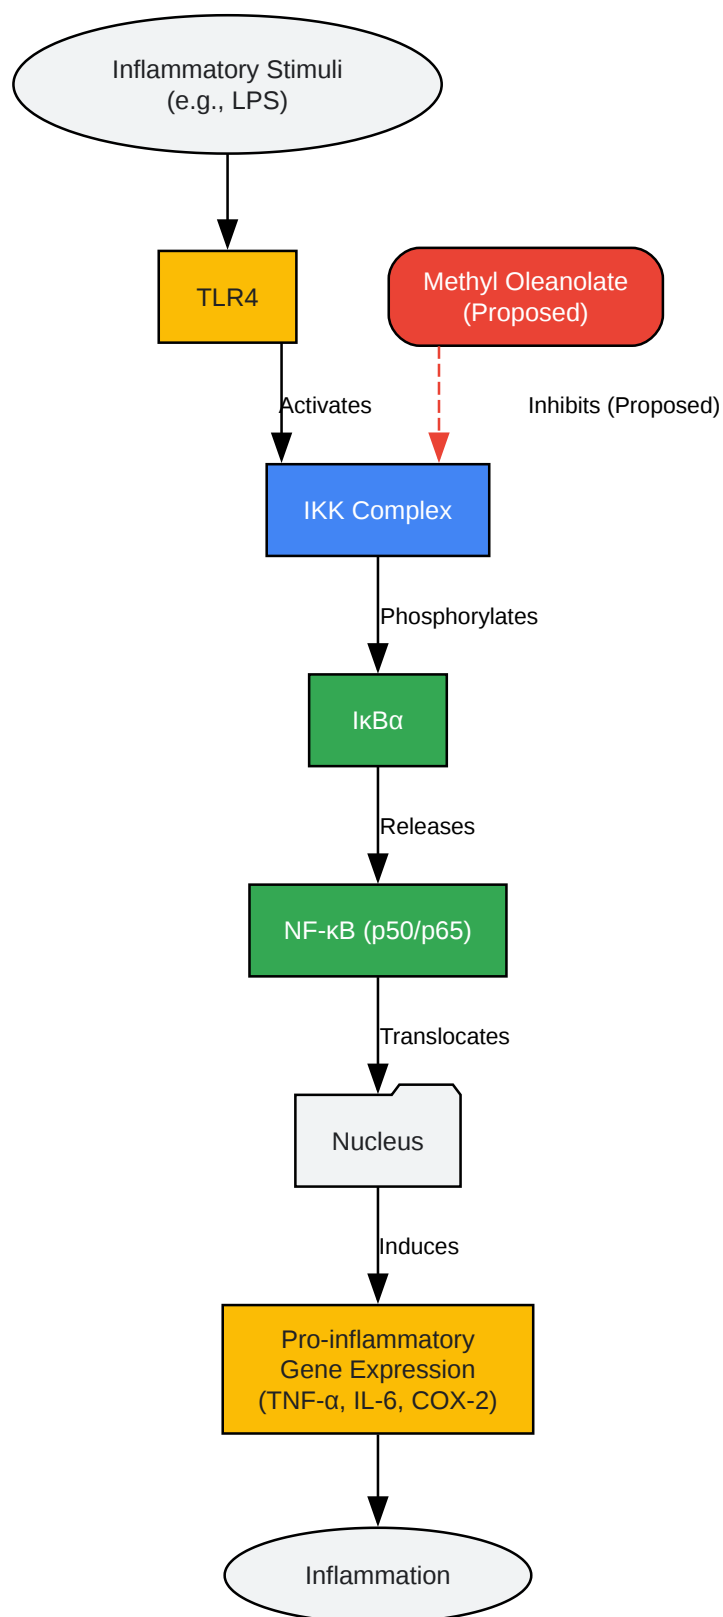 Inflammatory Stimuli
(e.g., LPS)
TLR4
Methyl Oleanolate
(Proposed)
Activates
Inhibits (Proposed)
IKK Complex
Phosphorylates
IκBα
Releases
NF-κB (p50/p65)
Translocates
Nucleus
Induces
Pro-inflammatory
Gene Expression
(TNF-α, IL-6, COX-2)
Inflammation